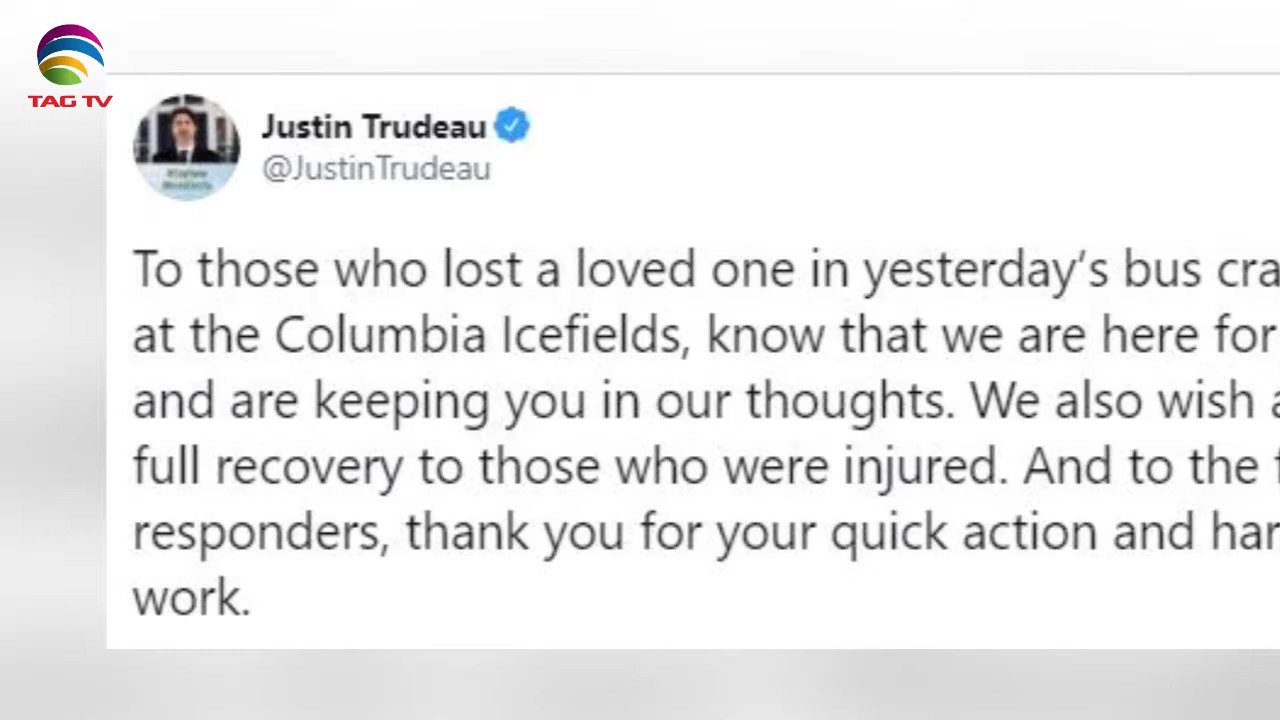 TAG TV
Justin Trudeau
@JustinTrudeau
To those who lost a loved one in yesterday’s bus cra
at the Columbia Icefields, know that we are here for
and are keeping you in our thoughts. We also wish a
full recovery to those who were injured. And to the f
responders, thank you for your quick action and har
work.